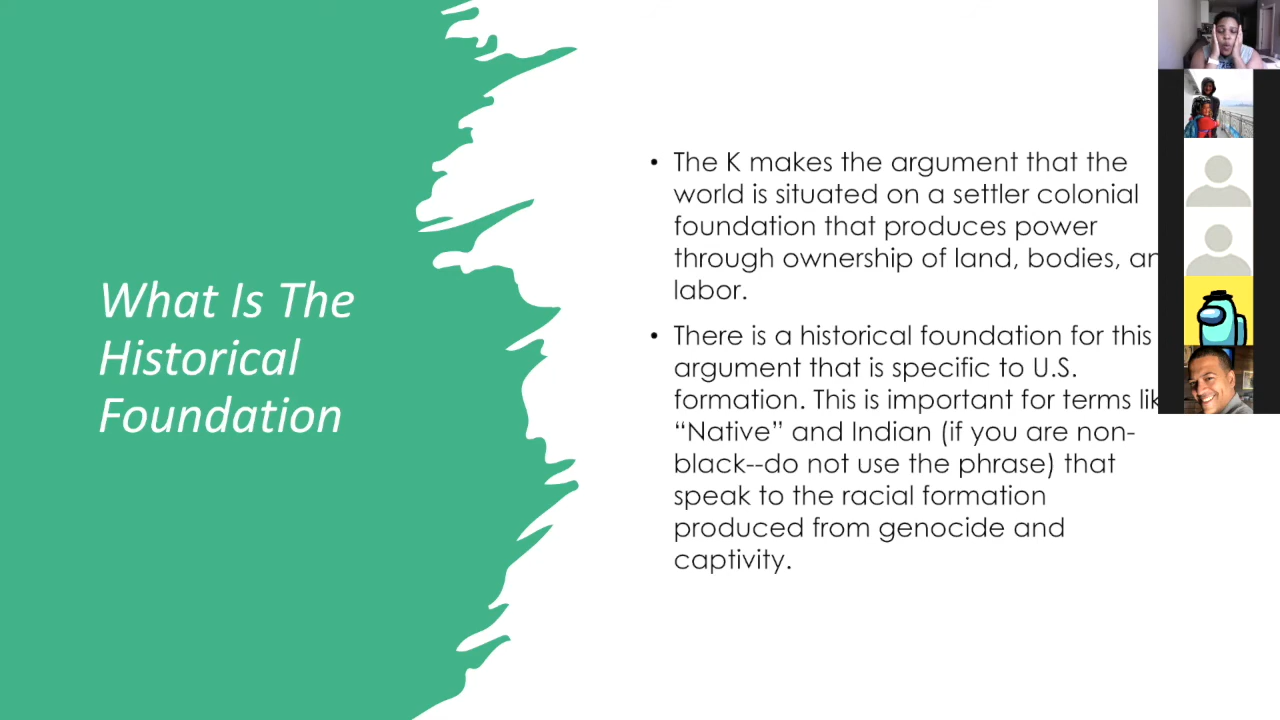 What Is The
Historical
Foundation
• The K makes the argument that the
world is situated on a settler colonial
foundation that produces power
through ownership of land, bodies, an
labor.
• There is a historical foundation for this
argument that is specific to U.S.
formation. This is important for terms lik
“Native” and Indian (if you are non-
black--do not use the phrase) that
speak to the racial formation
produced from genocide and
captivity.